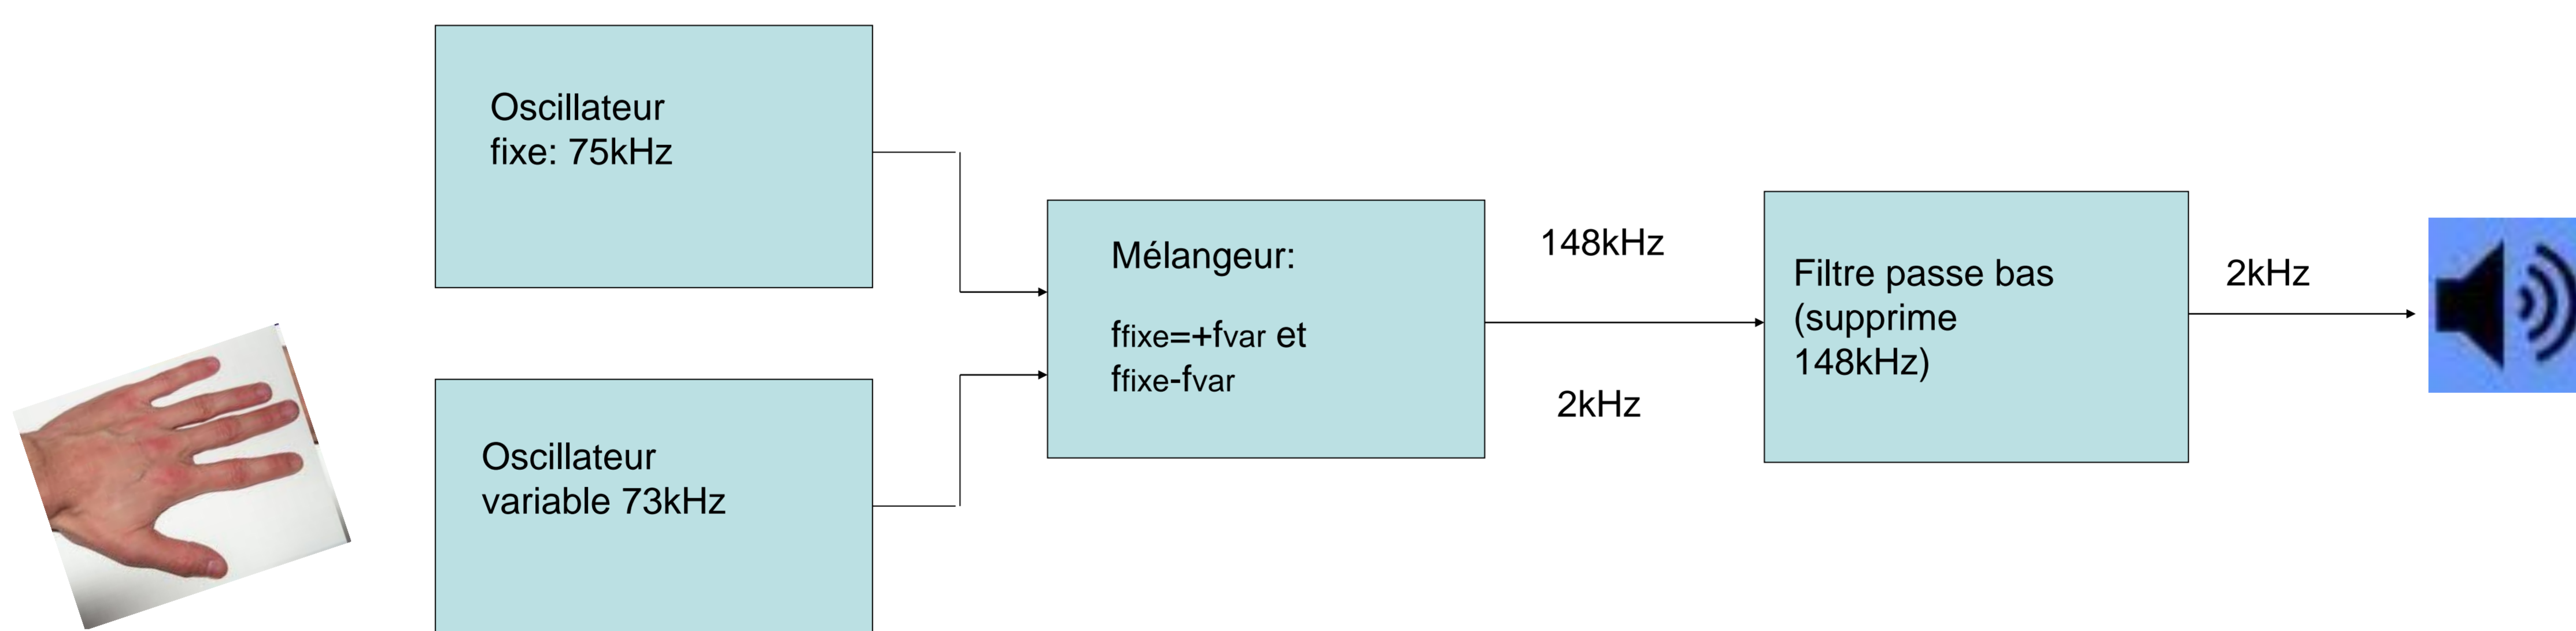 Oscillateur
fixe: 75kHz
Oscillateur
variable 73kHz
Mélangeur:
ffixe=+fvar et
ffixe-fvar
148kHz
2kHz
Filtre passe bas
(supprime
148kHz)
2kHz